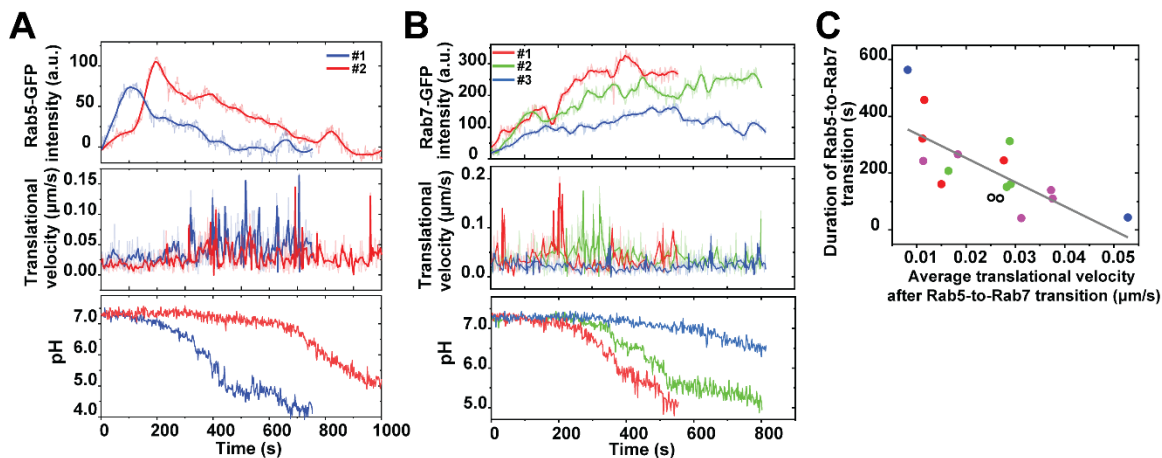 A
B
C
Rab5-GFP
intensity (a.u.)
100
50
0
#1
#2
Translational
velocity (µm/s)
0.15
0.10
0.05
0.00
pH
7.0
6.0
5.0
4.0
0 200 400 600 800 1000
Time (s)
Rab7-GFP
intensity (a.u.)
300
200
100
0
#1
#2
#3
Translational
velocity (µm/s)
0.2
0.1
0.0
pH
7.0
6.0
5.0
0 200 400 600 800
Time (s)
Duration of Rab5-to-Rab7
transition (s)
600
400
200
0
0.01 0.02 0.03 0.04 0.05
Average translational velocity
after Rab5-to-Rab7 transition (µm/s)